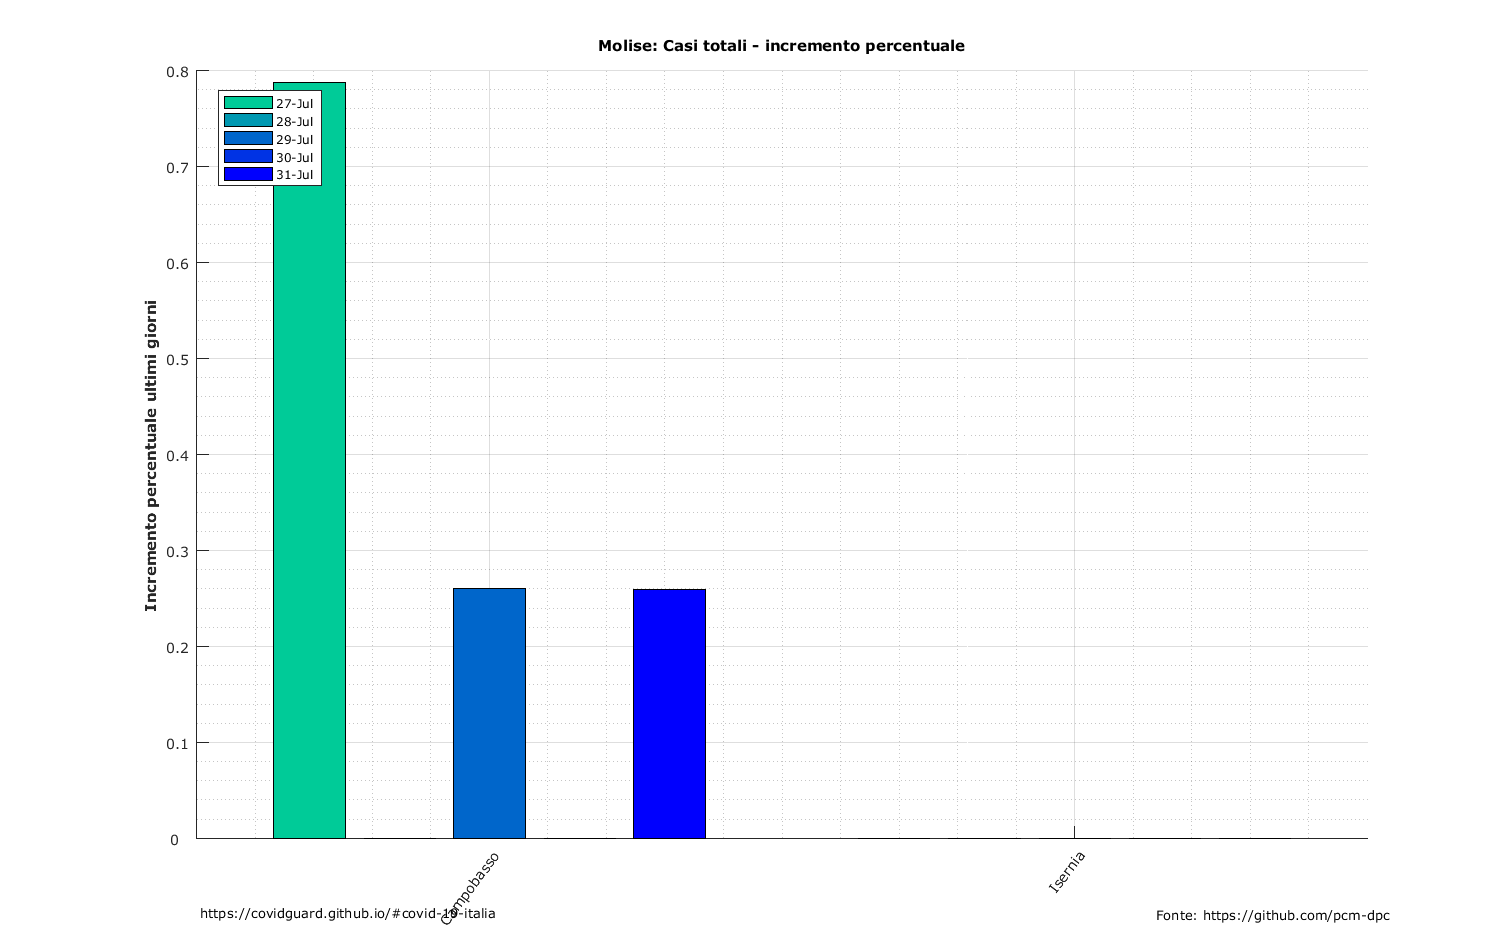 Molise: Casi totali - incremento percentuale
0.8
0.7
0.6
0.5
0.4
0.3
0.2
0.1
0
Incremento percentuale ultimi giorni
27-Jul
28-Jul
29-Jul
30-Jul
31-Jul
Campobasso
Isernia
https://covidguard.github.io/#covid-19-italia
Fonte: https://github.com/pcm-dpc